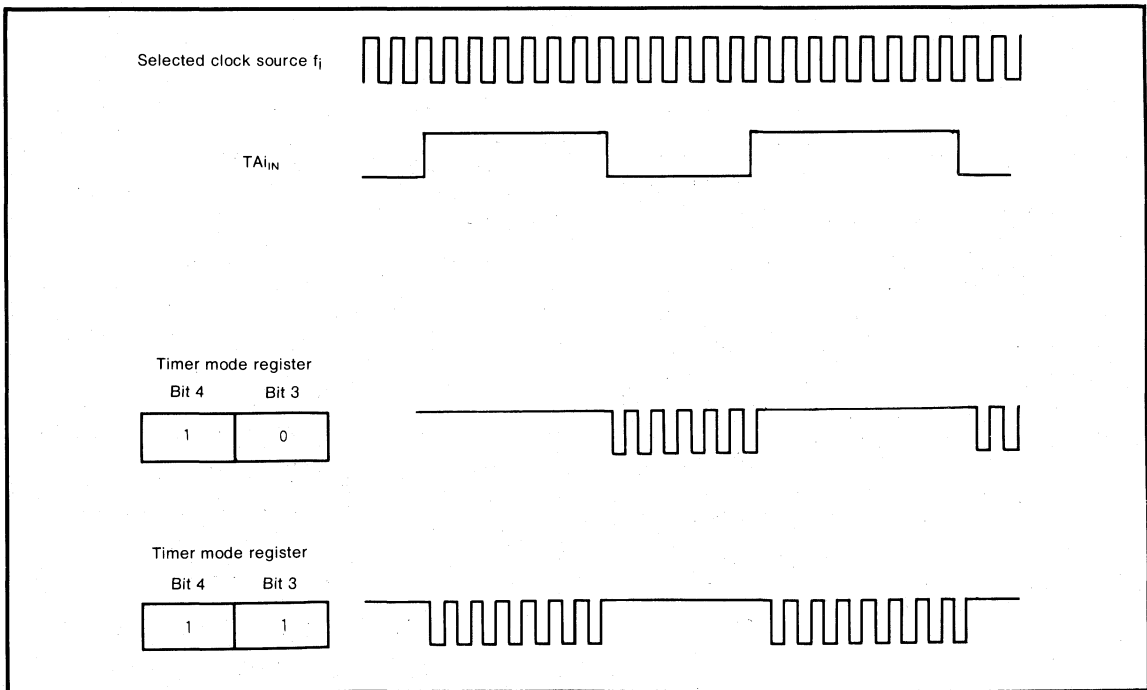 Selected clock source fi
TAiIN
Timer mode register
Bit 4 Bit 3
1 0
Timer mode register
Bit 4 Bit 3
1 1